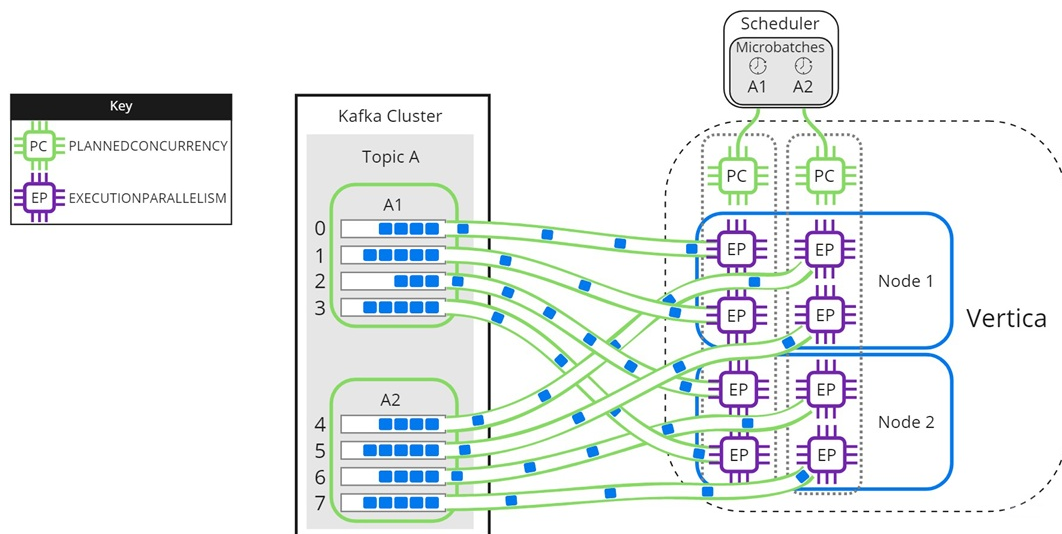 Scheduler
Microbatches
A1 A2
Key
PC PLANNEDCONCURRENCY
EP EXECUTIONPARALLELISM
Kafka Cluster
Topic A
A1
0
1
2
3
A2
4
5
6
7
PC PC
EP EP
Node 1
EP EP
Vertica
EP EP
Node 2
EP EP